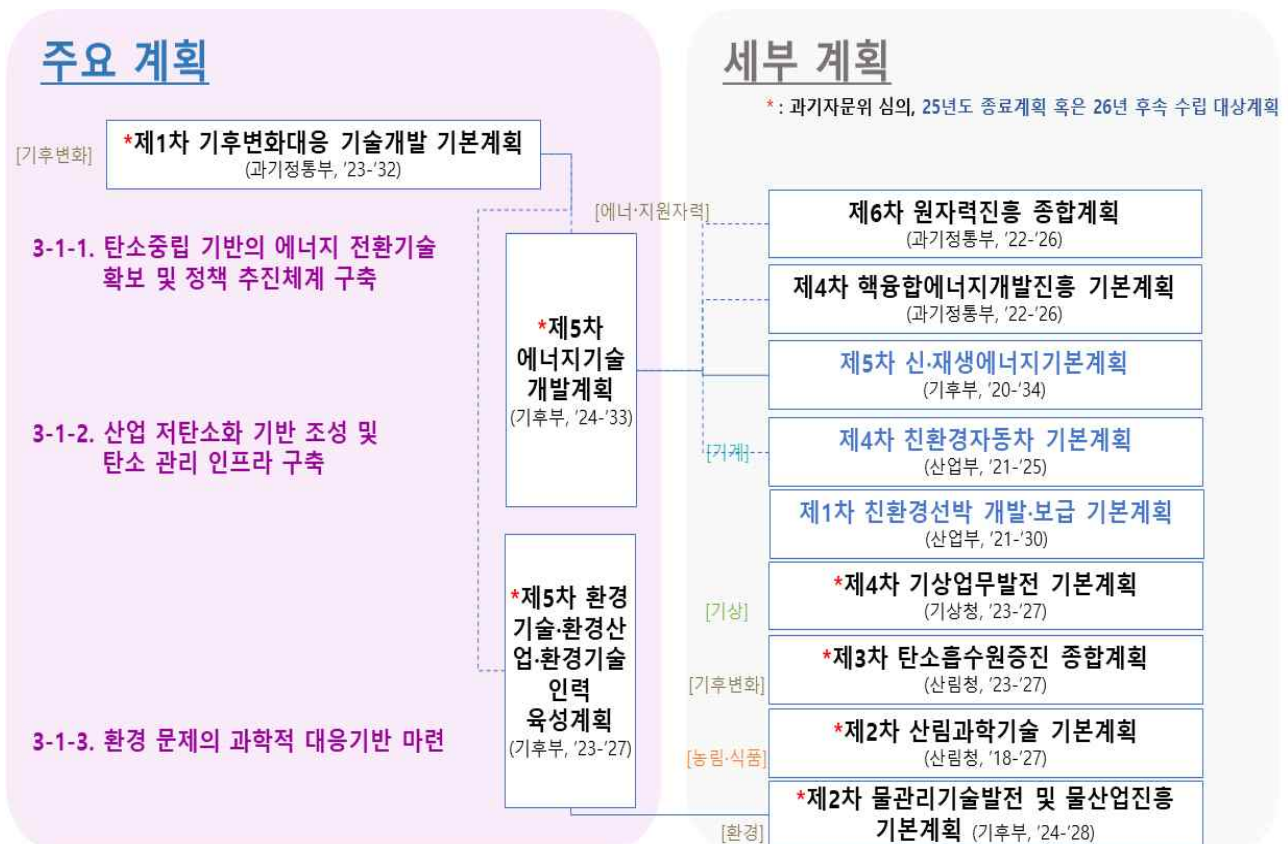 주요 계획
[기후변화]
*제1차 기후변화대응 기술개발 기본계획
(과기정통부, '23-'32)
3-1-1. 탄소중립 기반의 에너지 전환기술
확보 및 정책 추진체계 구축
3-1-2. 산업 저탄소화 기반 조성 및
탄소 관리 인프라 구축
3-1-3. 환경 문제의 과학적 대응기반 마련
*제5차
에너지기술
개발계획
(기후부, '24-'33)
*제5차 환경
기술·환경산
업·환경기술
인력
육성계획
(기후부, '23-'27)
세부 계획
* : 과기자문위 심의, 25년도 종료계획 혹은 26년 후속 수립 대상계획
[에너·지원자력]
제6차 원자력진흥 종합계획
(과기정통부, '22-'26)
제4차 핵융합에너지개발진흥 기본계획
(과기정통부, '22-'26)
제5차 신·재생에너지기본계획
(기후부, '20-'34)
[기계]
제4차 친환경자동차 기본계획
(산업부, '21-'25)
제1차 친환경선박 개발·보급 기본계획
(산업부, '21-'30)
[기상]
*제4차 기상업무발전 기본계획
(기상청, '23-'27)
[기후변화]
*제3차 탄소흡수원증진 종합계획
(산림청, '23-'27)
[농림·식품]
*제2차 산림과학기술 기본계획
(산림청, '18-'27)
[환경]
*제2차 물관리기술발전 및 물산업진흥
기본계획 (기후부, '24-'28)